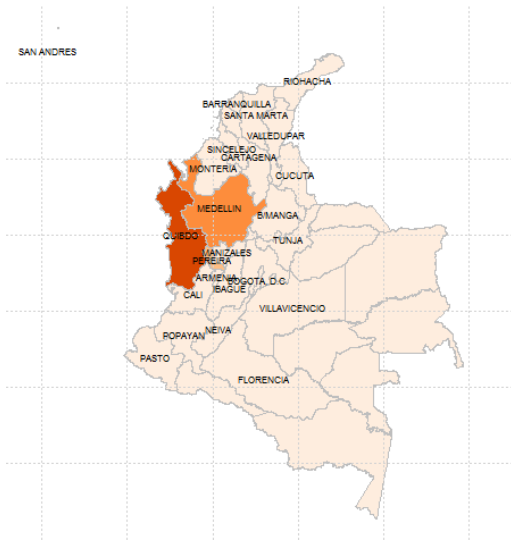 SAN ANDRES
RIOHACHA
BARRANQUILLA
SANTA MARTA
VALLEDUPAR
SINCELEJO
CARTAGENA
MONTERIA
CUCUTA
MEDELLIN
B/MANGA
QUIBDO
TUNJA
MANIZALES
PEREIRA
ARMENIA
BOGOTA, D.C.
IBAGUE
CALI
VILLAVICENCIO
NEIVA
POPAYAN
PASTO
FLORENCIA